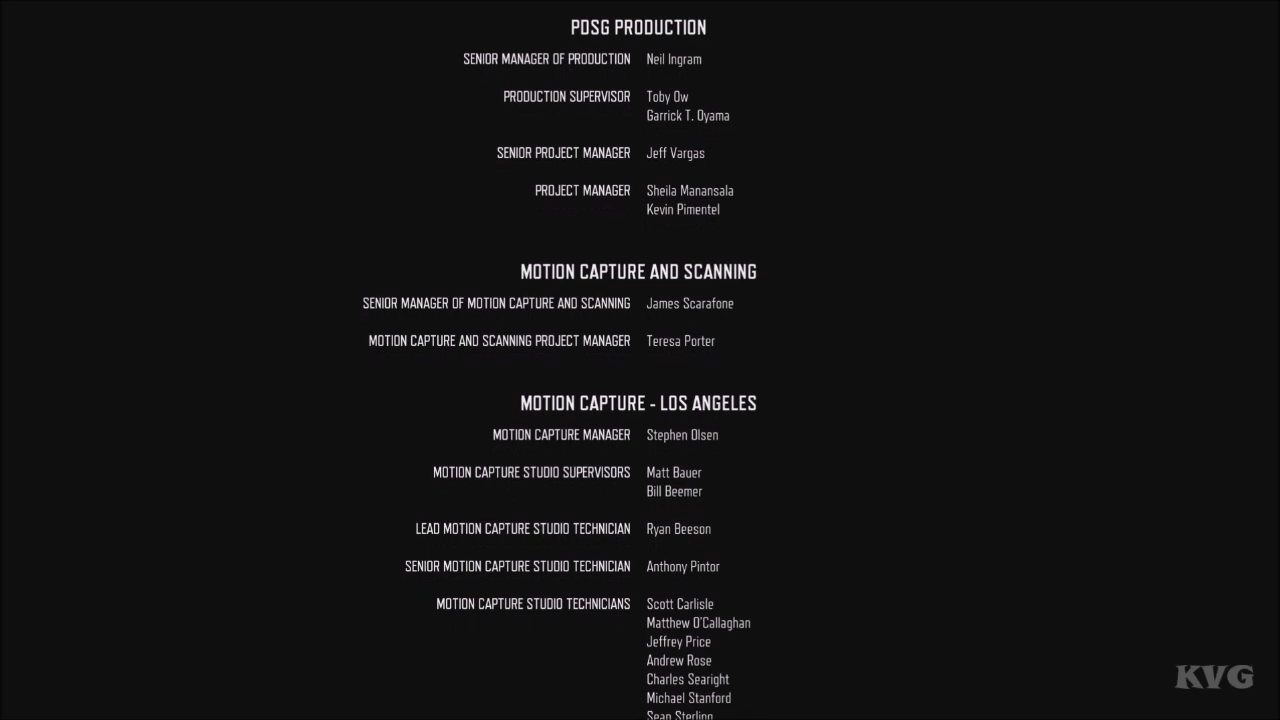 PDSG PRODUCTION
SENIOR MANAGER OF PRODUCTION Neil Ingram
PRODUCTION SUPERVISOR Toby Ow
Garrick T. Oyama
SENIOR PROJECT MANAGER Jeff Vargas
PROJECT MANAGER Sheila Manansala
Kevin Pimentel
MOTION CAPTURE AND SCANNING
SENIOR MANAGER OF MOTION CAPTURE AND SCANNING James Scarafone
MOTION CAPTURE AND SCANNING PROJECT MANAGER Teresa Porter
MOTION CAPTURE - LOS ANGELES
MOTION CAPTURE MANAGER Stephen Olsen
MOTION CAPTURE STUDIO SUPERVISORS Matt Bauer
Bill Beemer
LEAD MOTION CAPTURE STUDIO TECHNICIAN Ryan Beeson
SENIOR MOTION CAPTURE STUDIO TECHNICIAN Anthony Pintor
MOTION CAPTURE STUDIO TECHNICIANS Scott Carlisle
Matthew O'Callaghan
Jeffrey Price
Andrew Rose
Charles Searight
Michael Stanford
Sean Sterling
KVG